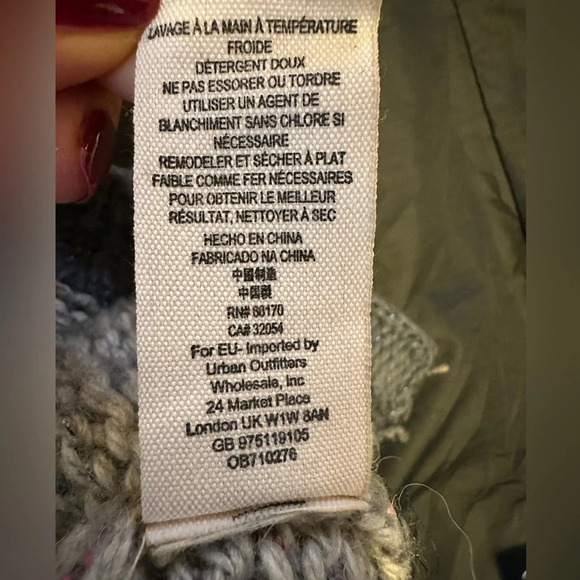 LAVAGE À LA MAIN À TEMPÉRATURE
FROIDE
DÉTERGENT DOUX
NE PAS ESSORER OU TORDRE
UTILISER UN AGENT DE
BLANCHIMENT SANS CHLORE SI
NÉCESSAIRE
REMODELER ET SÉCHER À PLAT
FAIBLE COMME FER NÉCESSAIRES
POUR OBTENIR LE MEILLEUR
RÉSULTAT, NETTOYER À SEC
HECHO EN CHINA
FABRICADO NA CHINA
中國制造
中国製
RN# 66170
CA# 32054
For EU- Imported by
Urban Outfitters
Wholesale, Inc
24 Market Place
London UK W1W 8AN
GB 975119105
OB710276